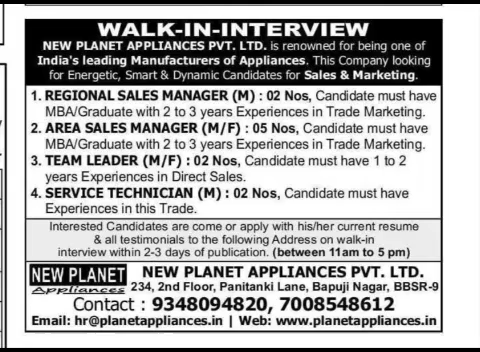 WALK-IN-INTERVIEW
NEW PLANET APPLIANCES PVT. LTD. is renowned for being one of
India's leading Manufacturers of Appliances. This Company looking
for Energetic, Smart & Dynamic Candidates for Sales & Marketing.
1. REGIONAL SALES MANAGER (M) : 02 Nos, Candidate must have
MBA/Graduate with 2 to 3 years Experiences in Trade Marketing.
2. AREA SALES MANAGER (M/F) : 05 Nos, Candidate must have
MBA/Graduate with 2 to 3 years Experiences in Trade Marketing.
3. TEAM LEADER (M/F) : 02 Nos, Candidate must have 1 to 2
years Experiences in Direct Sales.
4. SERVICE TECHNICIAN (M) : 02 Nos, Candidate must have
Experiences in this Trade.
Interested Candidates are come or apply with his/her current resume
& all testimonials to the following Address on walk-in
interview within 2-3 days of publication. (between 11am to 5 pm)
NEW PLANET
Appliances
NEW PLANET APPLIANCES PVT. LTD.
234, 2nd Floor, Panitanki Lane, Bapuji Nagar, BBSR-9
Contact : 9348094820, 7008548612
Email: hr@planetappliances.in | Web: www.planetappliances.in